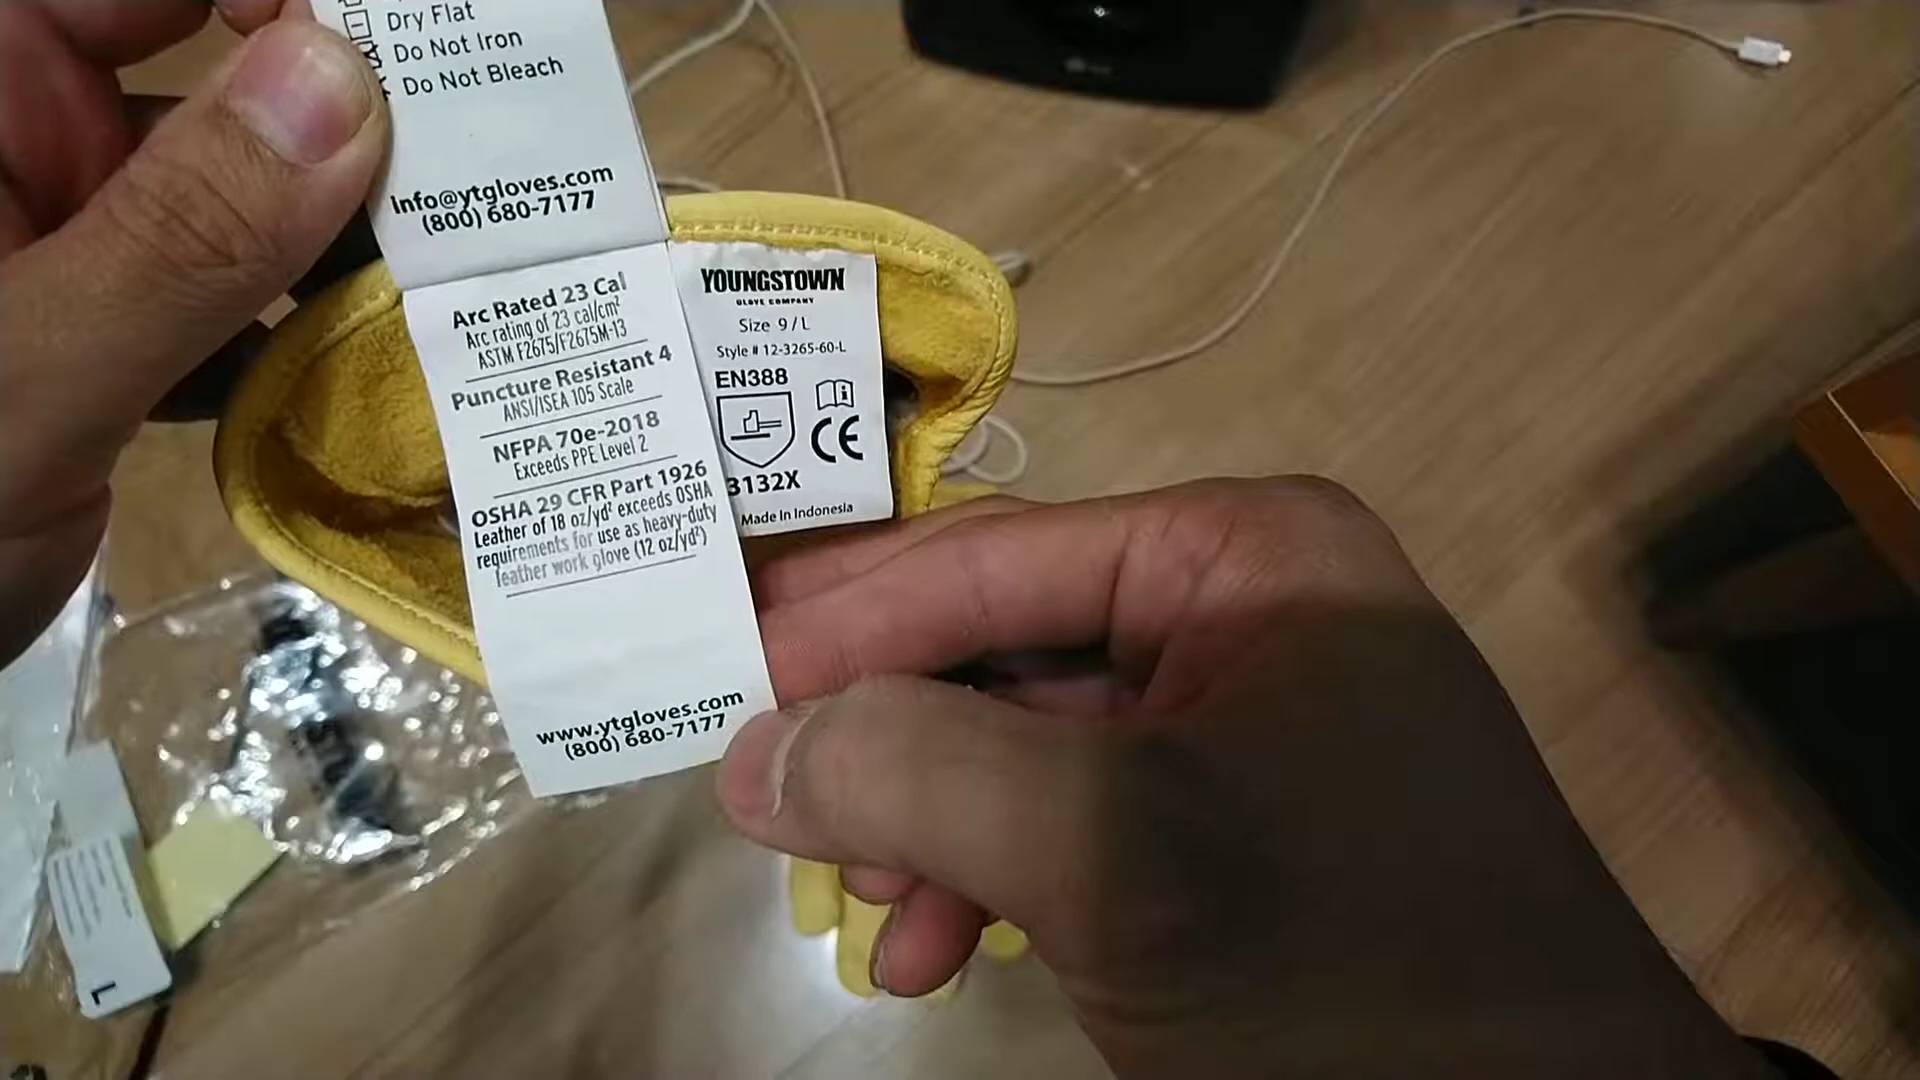 Dry Flat
Do Not Iron
Do Not Bleach
Info@ytgloves.com
(800) 680-7177
Arc Rated 23 Cal
Arc rating of 23 cal/cm²
ASTM F2675/F2675M-13
Puncture Resistant 4
ANSI/ISEA 105 Scale
NFPA 70e-2018
Exceeds PPE Level 2
OSHA 29 CFR Part 1926
Leather of 18 oz/yd² exceeds OSHA
requirements for use as heavy-duty
leather work glove (12 oz/yd²)
www.ytgloves.com
(800) 680-7177
YOUNGSTOWN
GLOVE COMPANY
Size 9/L
Style # 12-3265-60-L
EN388
CE
3132X
Made In Indonesia
L